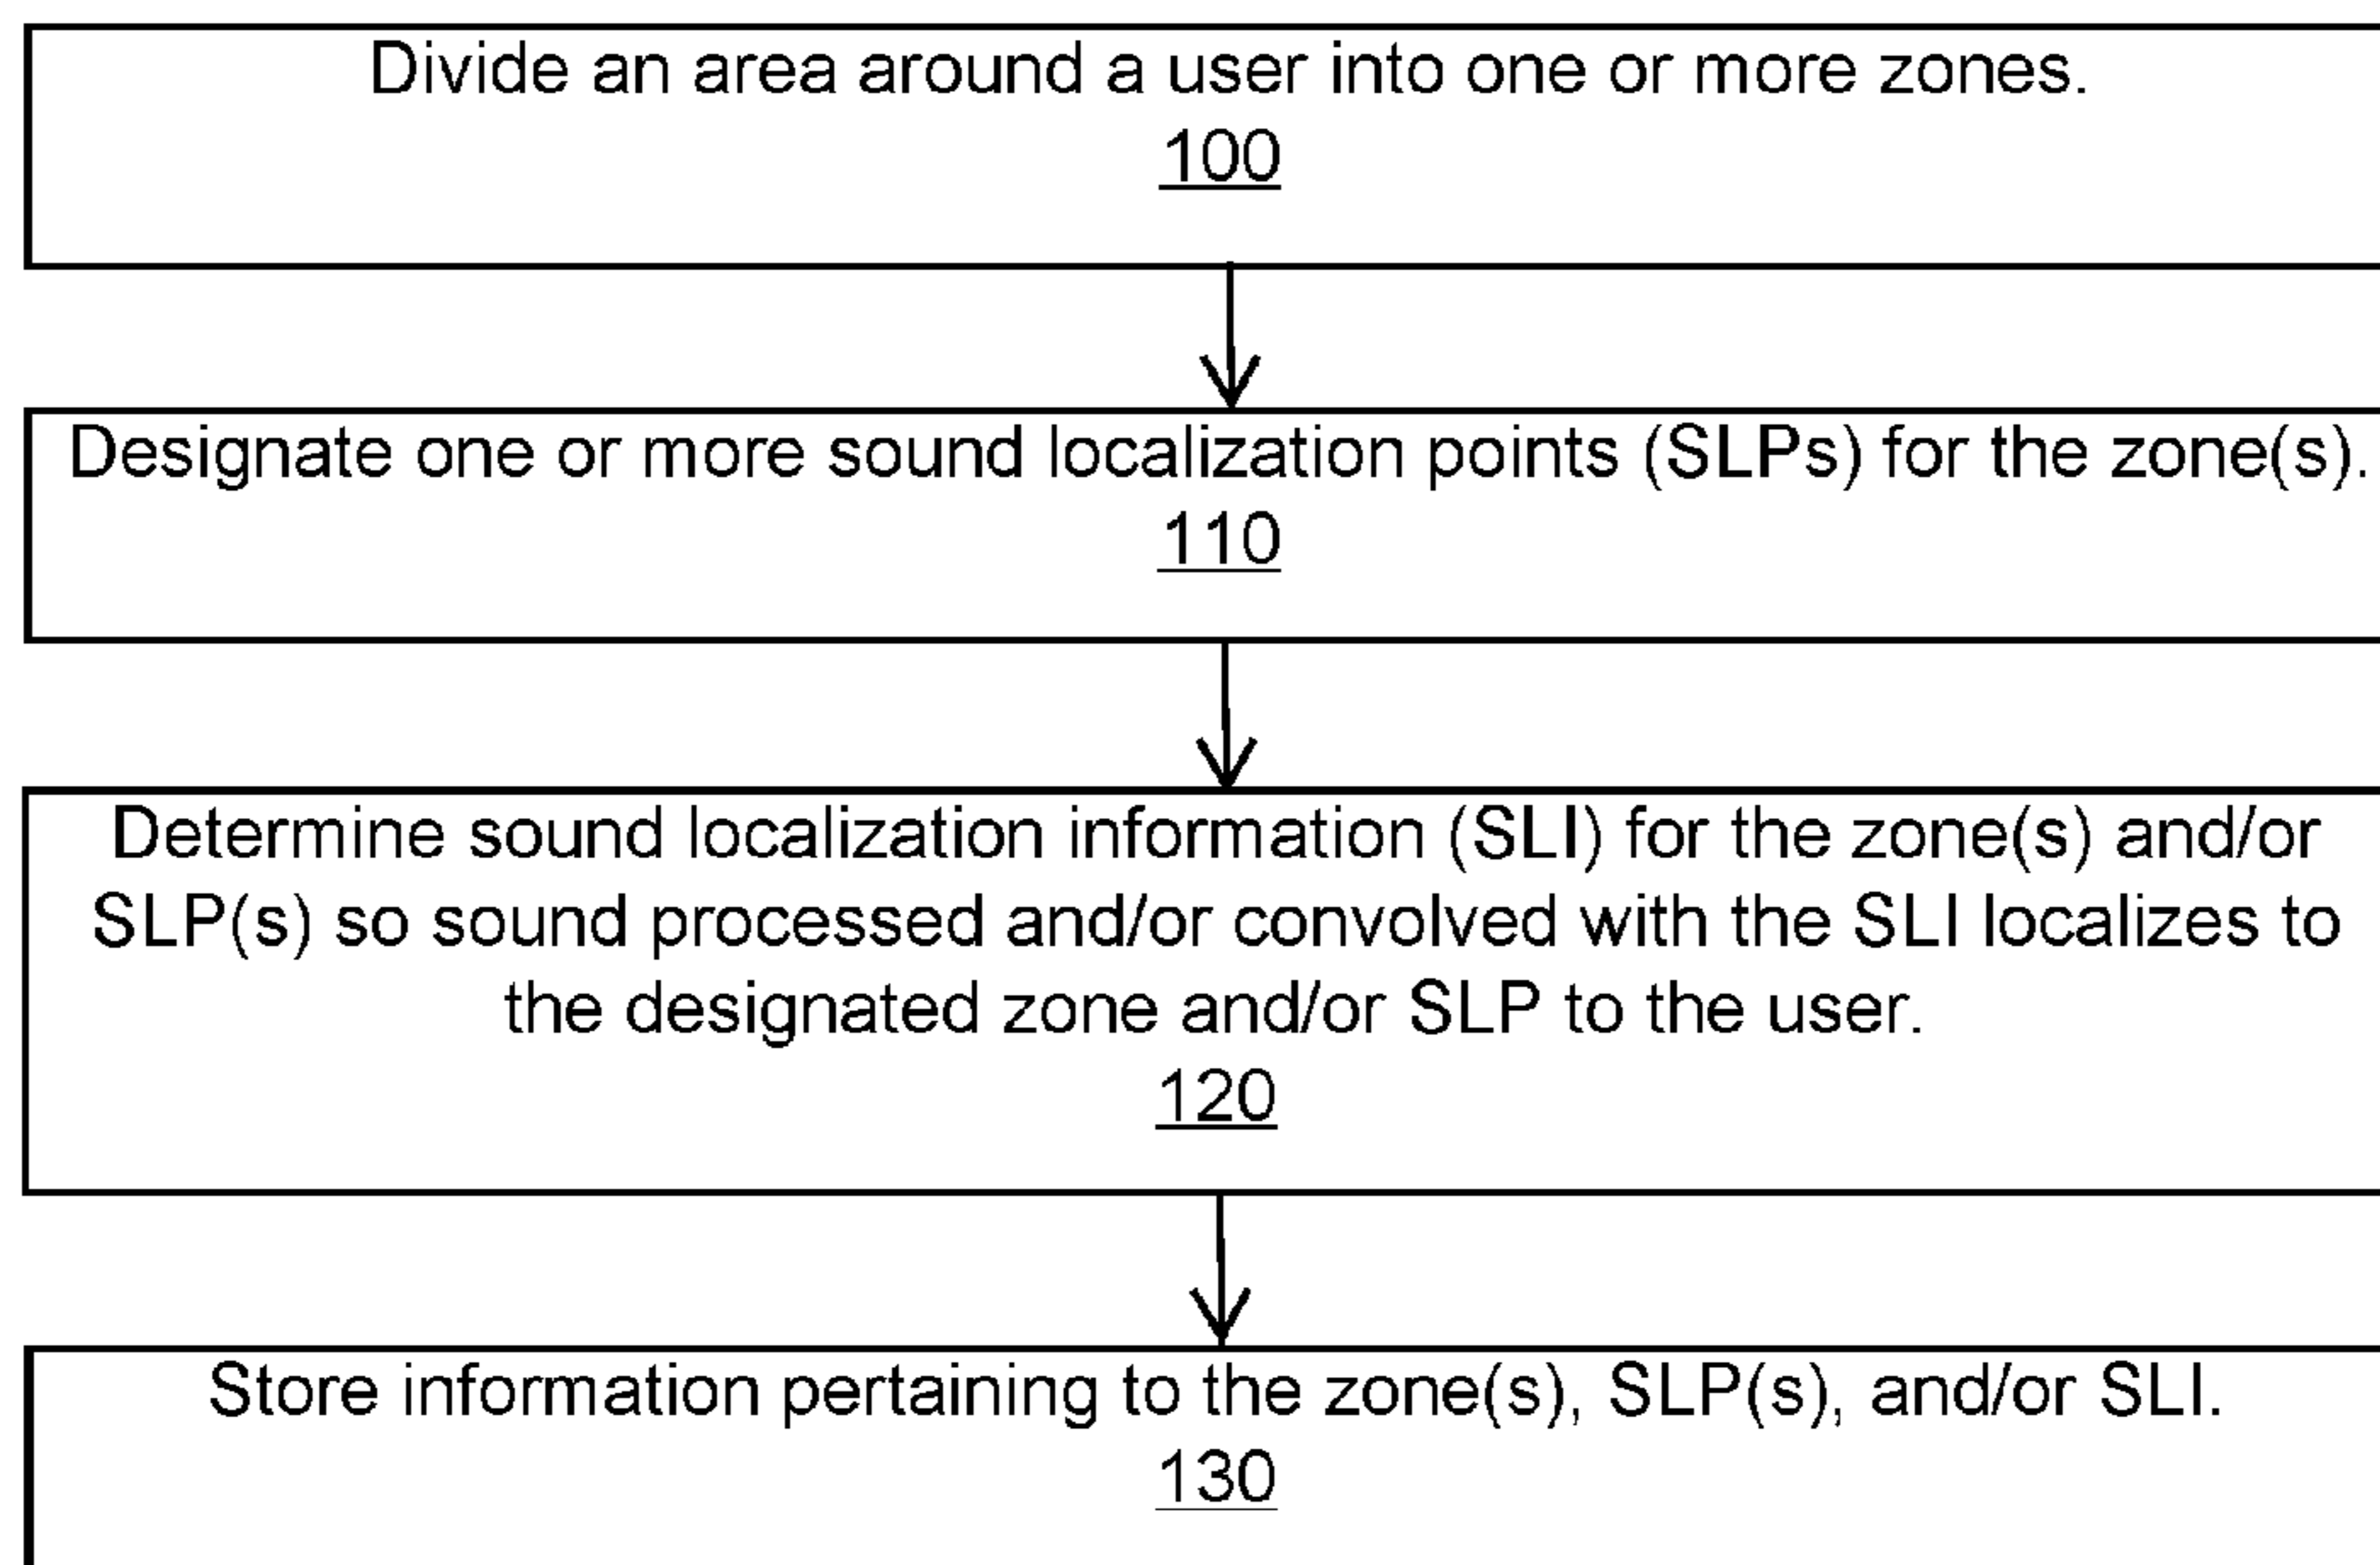 Divide an area around a user into one or more zones.
100
Designate one or more sound localization points (SLPs) for the zone(s).
110
Determine sound localization information (SLI) for the zone(s) and/or
SLP(s) so sound processed and/or convolved with the SLI localizes to
the designated zone and/or SLP to the user.
120
Store information pertaining to the zone(s), SLP(s), and/or SLI.
130